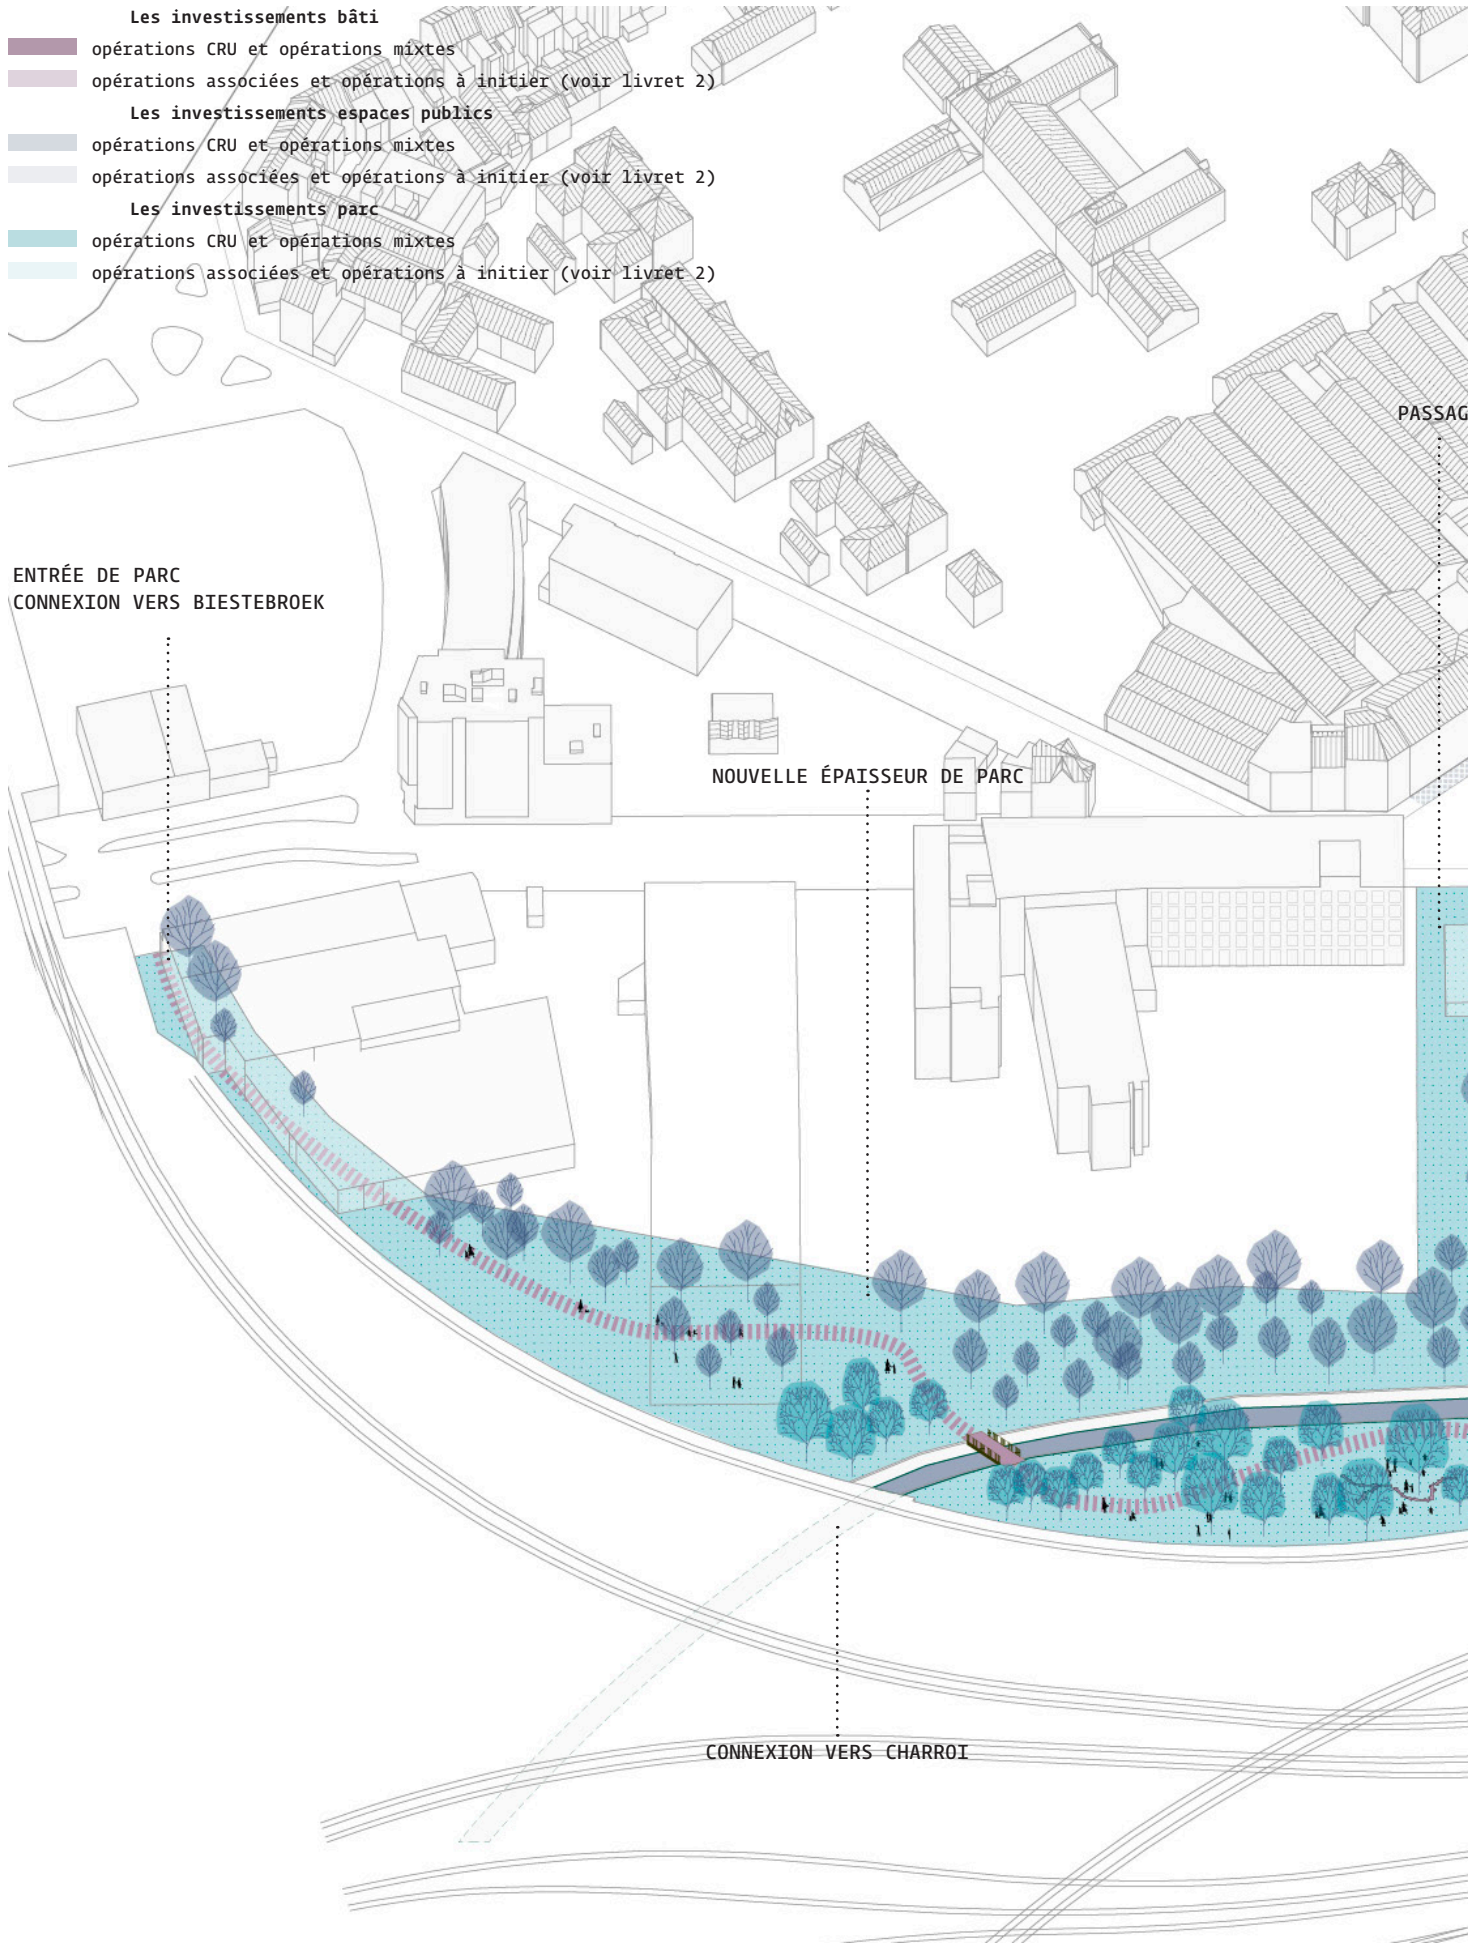 Les investissements bâti
opérations CRU et opérations mixtes
opérations associées et opérations à initier (voir livret 2)
Les investissements espaces publics
opérations CRU et opérations mixtes
opérations associées et opérations à initier (voir livret 2)
Les investissements parc
opérations CRU et opérations mixtes
opérations associées et opérations à initier (voir livret 2)
PASSAG
ENTRÉE DE PARC
CONNEXION VERS BIESTEBROEK
NOUVELLE ÉPAISSEUR DE PARC
CONNEXION VERS CHARROI